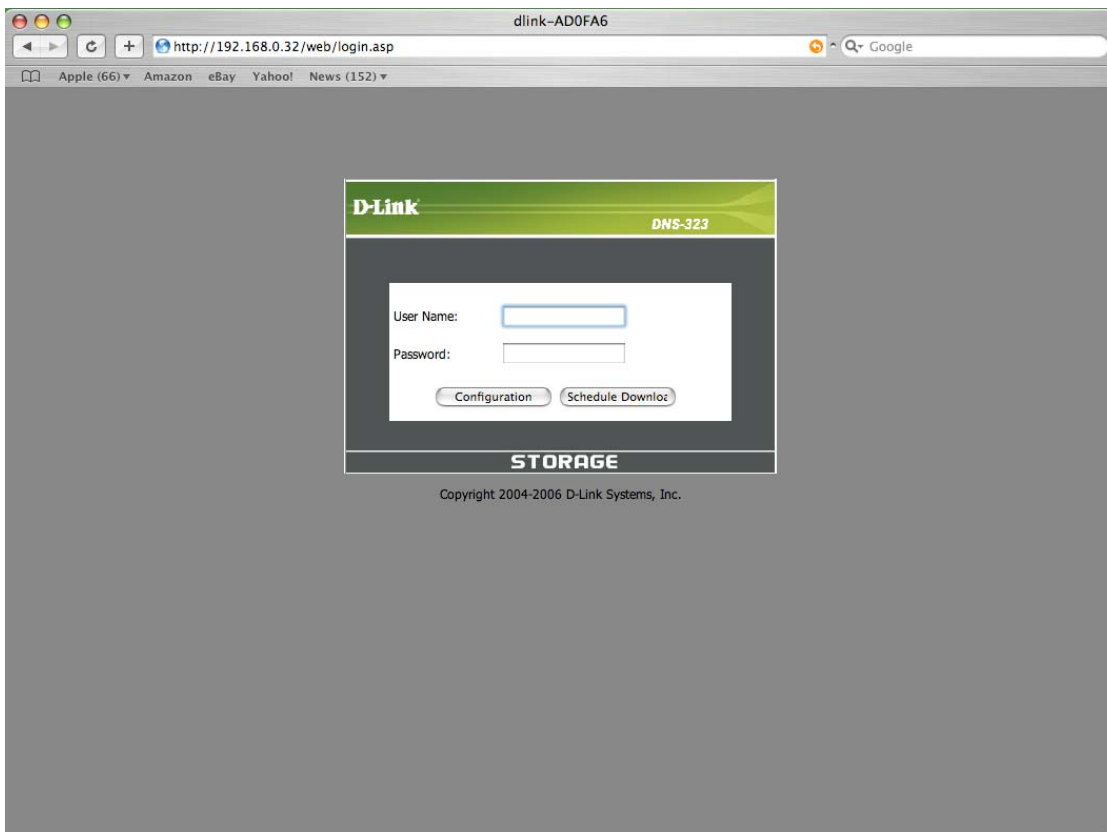 dlink-AD0FA6
http://192.168.0.32/web/login.asp
Google
Apple (66) Amazon eBay Yahoo! News (152)
D-Link
DNS-323
User Name:
Password:
Configuration Schedule Downloa
STORAGE
Copyright 2004-2006 D-Link Systems, Inc.